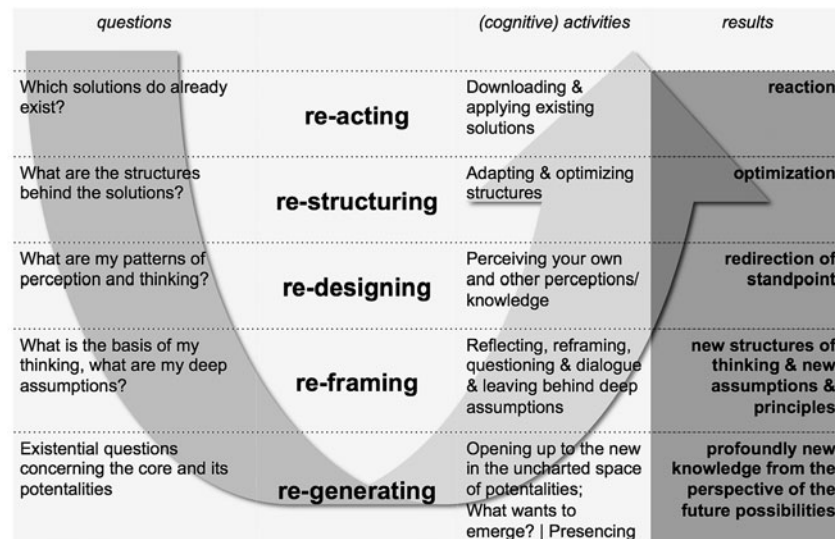 questions
(cognitive) activities
results
Which solutions do already
exist?
re-acting
Downloading &
applying existing
solutions
reaction
What are the structures
behind the solutions?
re-structuring
Adapting & optimizing
structures
optimization
What are my patterns of
perception and thinking?
re-designing
Perceiving your own
and other perceptions/
knowledge
redirection of
standpoint
What is the basis of my
thinking, what are my deep
assumptions?
re-framing
Reflecting, reframing,
questioning & dialogue
& leaving behind deep
assumptions
new structures of
thinking & new
assumptions &
principles
Existential questions
concerning the core and its
potentalities
re-generating
Opening up to the new
in the uncharted space
of potentalities;
What wants to
emerge? | Presencing
profoundly new
knowledge from the
perspective of the
future possibilities